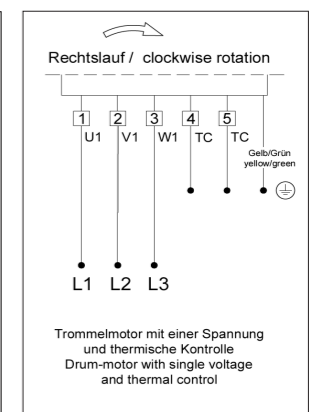 Rechtslauf / clockwise rotation
1 2 3 4 5
U1 V1 W1 TC TC
Gelb/Grün
yellow/green
L1 L2 L3
Trommelmotor mit einer Spannung
und thermische Kontrolle
Drum-motor with single voltage
and thermal control